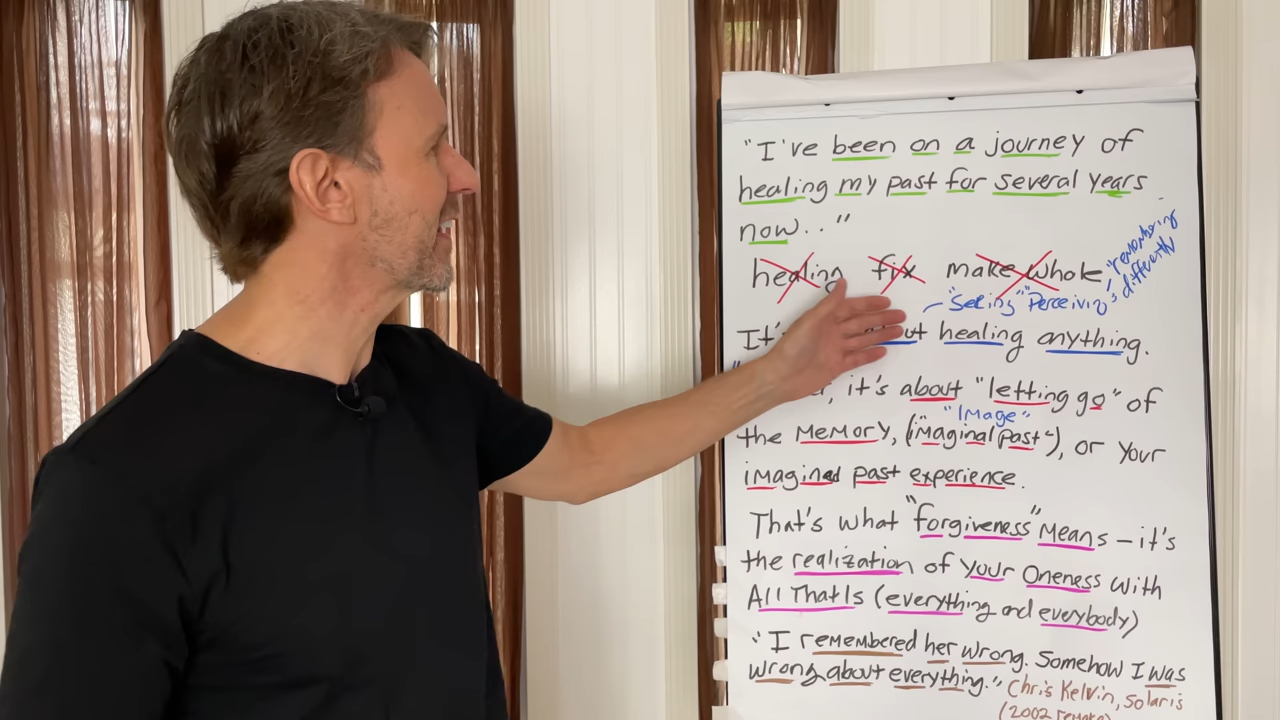 "I've been on a journey of
healing my past for several years
now.."
healing fix make whole
"remembering
differently"
"Seeing" "Perceiving"
It's healing anything.
it's about "letting go" of
"Image"
the memory, ("imaginal past"), or your
imagined past experience.
That's what "forgiveness" means – it's
the realization of your Oneness with
All That Is (everything and everybody)
"I remembered her wrong. Somehow I was
wrong about everything."
Chris Kelvin, Solaris
(2002 remake)